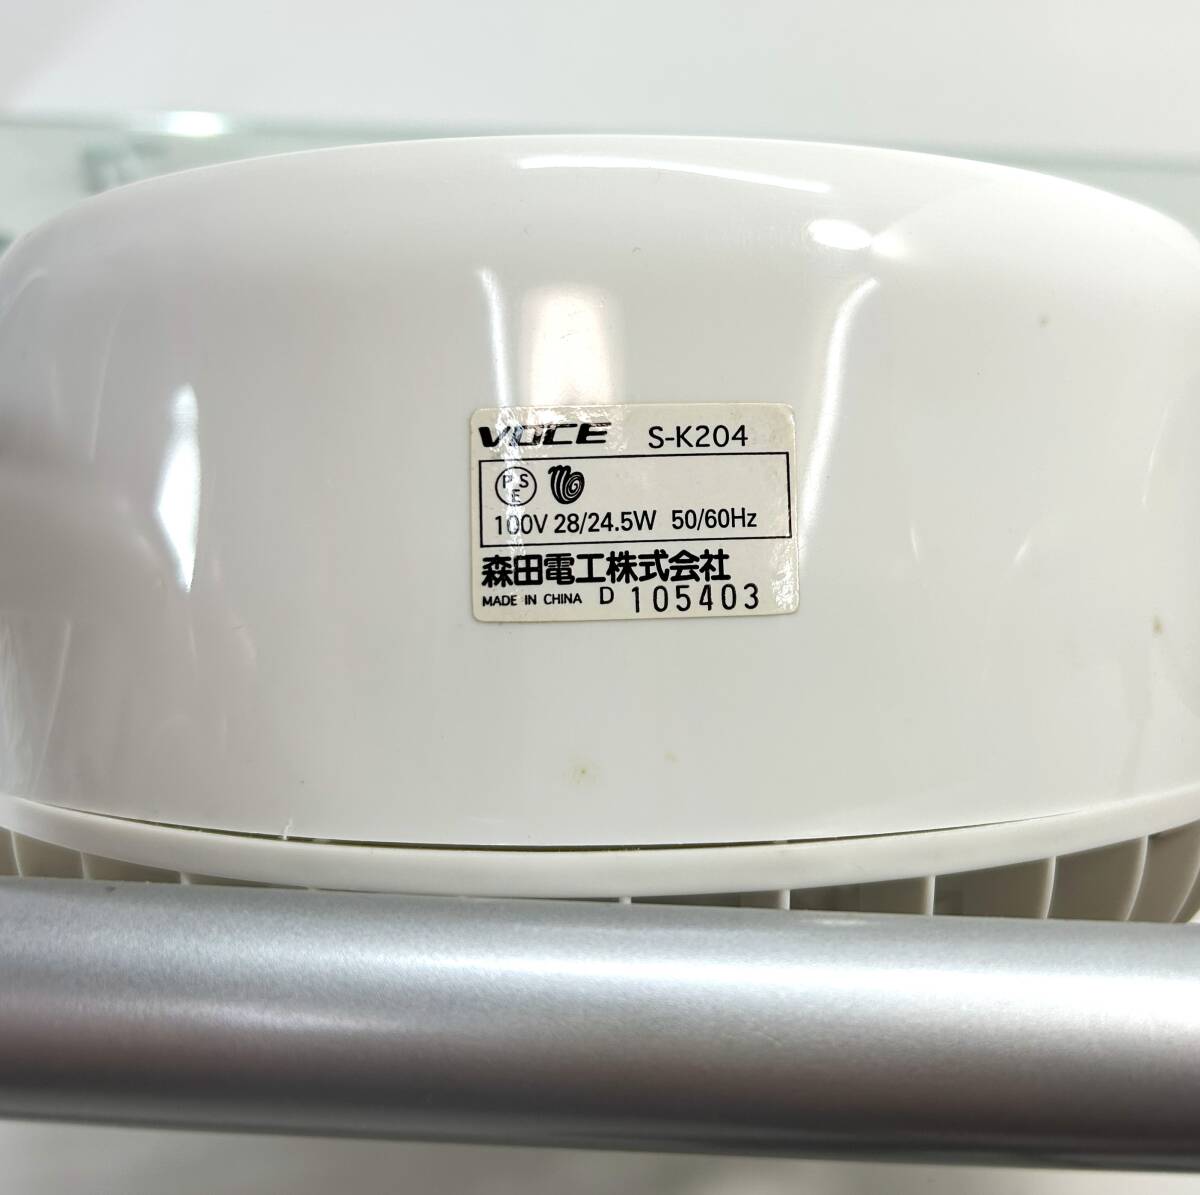 VOCE S-K204
PSE
100V 28/24.5W 50/60Hz
森田電工株式会社
MADE IN CHINA D 105403